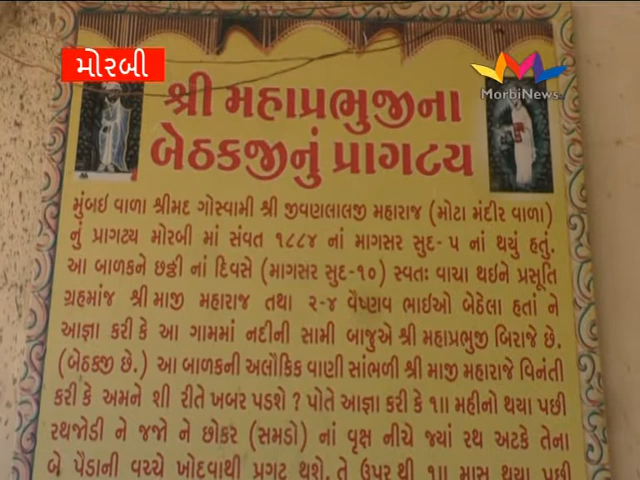 મોરબી
MorbiNews
શ્રી મહાપ્રભુજીના
બેઠકજીનું પ્રાગટય
મુંબઇ વાળા શ્રીમદ ગોસ્વામી શ્રી જીવણલાલજી મહારાજ (મોટા મંદીર વાળા)
નું પ્રાગટ્ય મોરબી માં સંવત ૧૮૮૪ નાં માગસર સુદ-૫ નાં થયું હતું.
આ બાળકને છઠ્ઠી નાં દિવસે (માગસર સુદ-૧૦) સ્વતઃ વાચા થઇને પ્રસૂતિ
ગ્રહમાંજ શ્રી માજી મહારાજ તથા ૨-૪ વૈષ્ણવ ભાઇઓ બેઠેલા હતાં ને
આજ્ઞા કરી કે આ ગામમાં નદીની સામી બાજુએ શ્રી મહાપ્રભુજી બિરાજે છે.
(બેઠકજી છે.) આ બાળકની અલૌકિક વાણી સાંભળી શ્રી માજી મહારાજે વિનંતી
કરી કે અમને શી રીતે ખબર પડશે ? પોતે આજ્ઞા કરી કે ૧ાા મહીનો થયા પછી
રથજોડી ને જજો ને છોકર (સમડો) નાં વૃક્ષ નીચે જ્યાં રથ અટકે તેના
બે પૈડાની વચ્ચે ખોદવાથી પ્રગટ થશે. તે ઉપર થી ૧ાા માસ થયા પછી